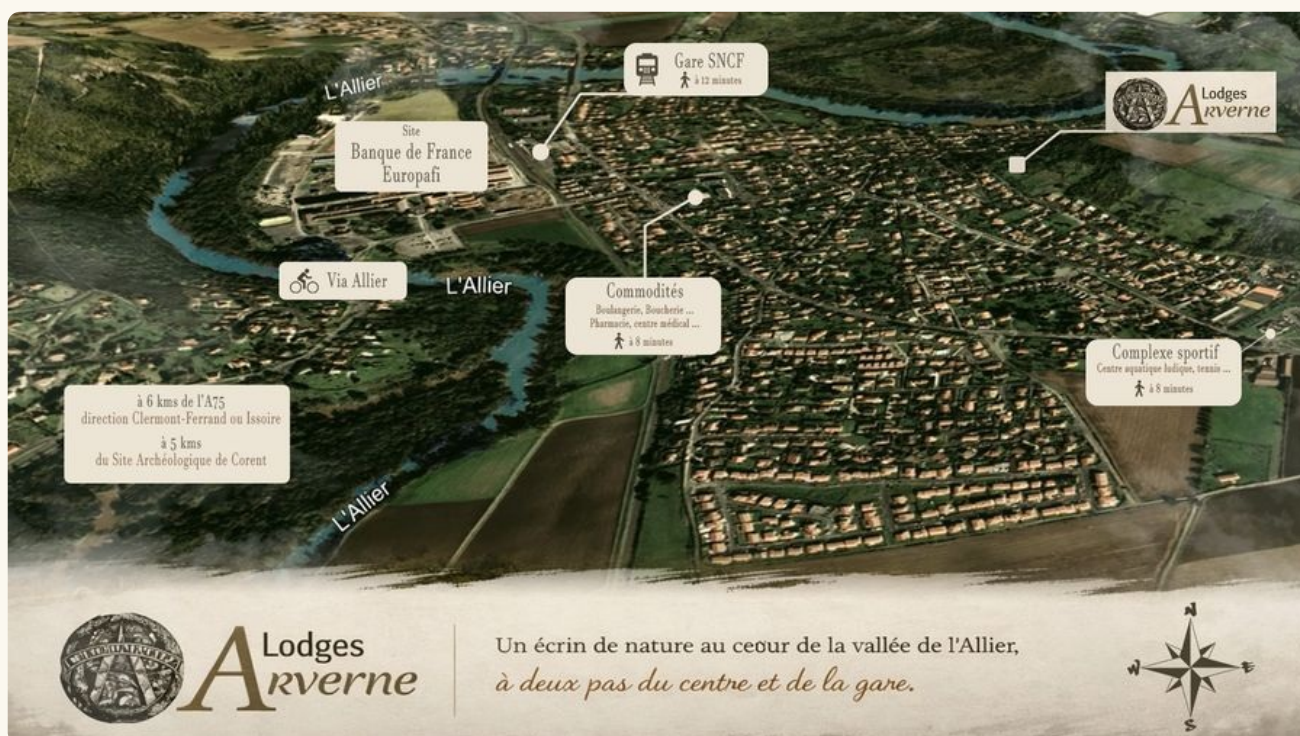 L'Allier
Gare SNCF
à 12 minutes
Lodges
Arverne
Site
Banque de France
Europafi
Via Allier
L'Allier
Commodités
Boulangerie, Boucherie ...
Pharmacie, centre médical ...
à 8 minutes
Complexe sportif
Centre aquatique ludique, tennis ...
à 8 minutes
à 6 kms de l'A75
direction Clermont-Ferrand ou Issoire
à 5 kms
du Site Archéologique de Corent
L'Allier
Lodges
Arverne
Un écrin de nature au cœur de la vallée de l'Allier,
à deux pas du centre et de la gare.
N
W
E
S